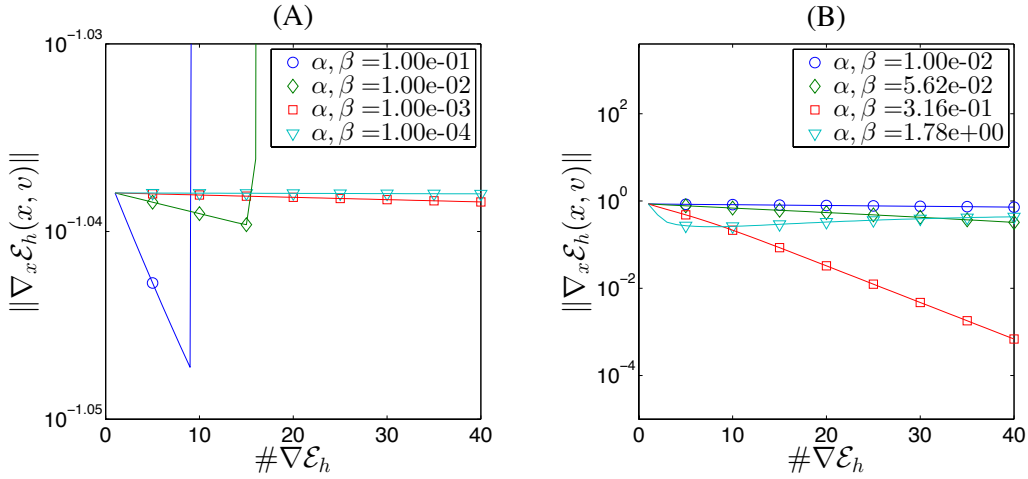 (A)
10^{-1.03}
10^{-1.04}
10^{-1.05}
‖∇_x ℰ_h(x, v)‖
α, β =1.00e-01
α, β =1.00e-02
α, β =1.00e-03
α, β =1.00e-04
0 10 20 30 40
#∇ℰ_h
(B)
10^2
10^0
10^{-2}
10^{-4}
‖∇_x ℰ_h(x, v)‖
α, β =1.00e-02
α, β =5.62e-02
α, β =3.16e-01
α, β =1.78e+00
0 10 20 30 40
#∇ℰ_h